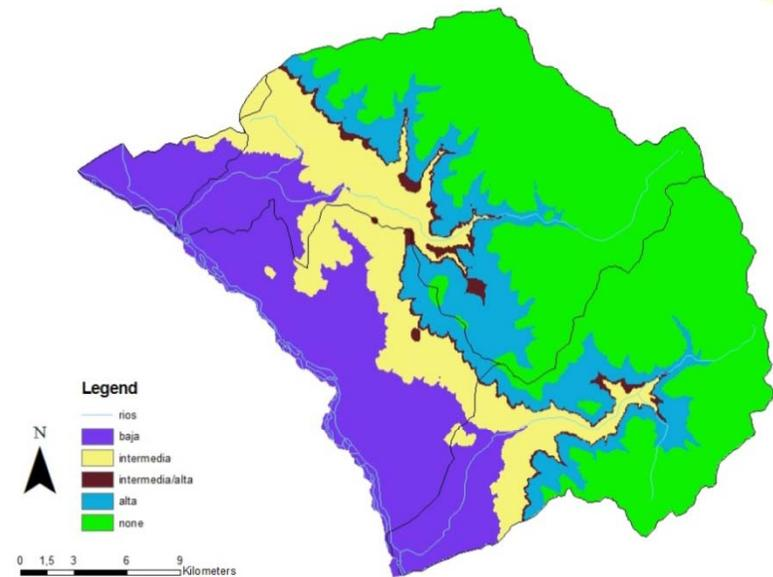 Legend
rios
baja
intermedia
intermedia/alta
alta
none
N
0 1,5 3 6 9
Kilometers